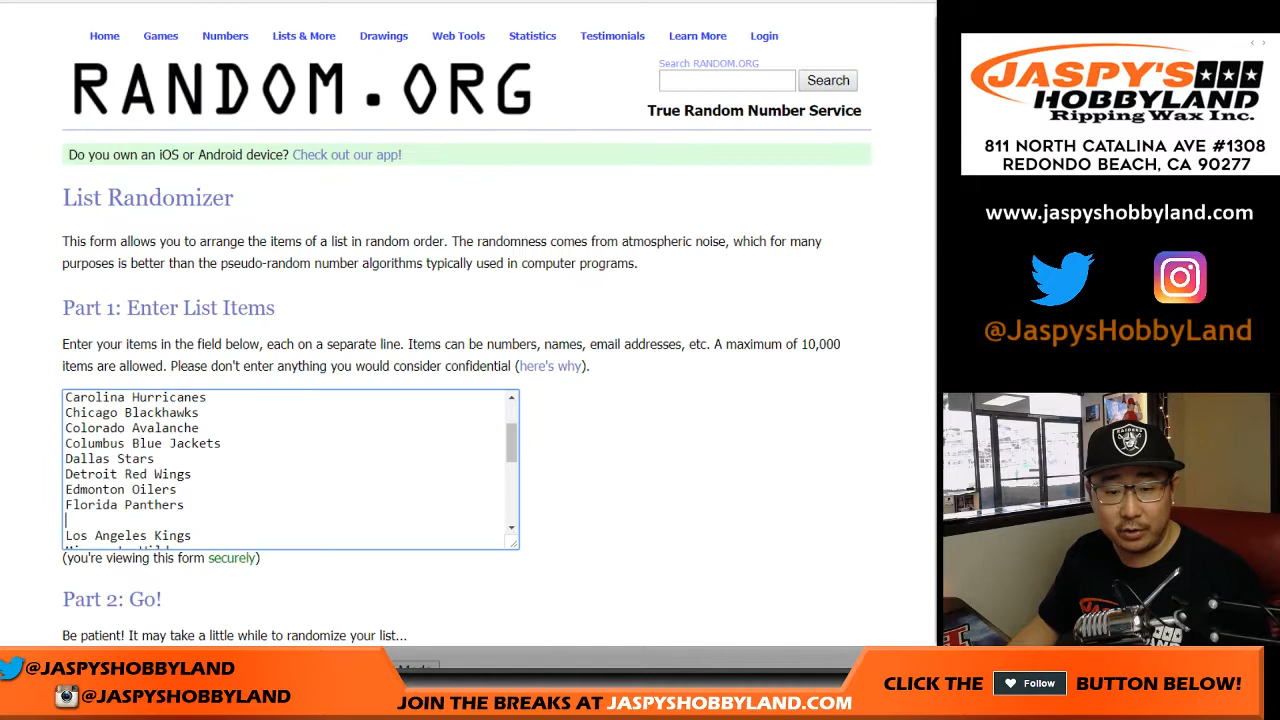 Home Games Numbers Lists & More Drawings Web Tools Statistics Testimonials Learn More Login
RANDOM.ORG
Search RANDOM.ORG
Search
True Random Number Service
Do you own an iOS or Android device? Check out our app!
List Randomizer
This form allows you to arrange the items of a list in random order. The randomness comes from atmospheric noise, which for many
purposes is better than the pseudo-random number algorithms typically used in computer programs.
Part 1: Enter List Items
Enter your items in the field below, each on a separate line. Items can be numbers, names, email addresses, etc. A maximum of 10,000
items are allowed. Please don't enter anything you would consider confidential (here's why).
Carolina Hurricanes
Chicago Blackhawks
Colorado Avalanche
Columbus Blue Jackets
Dallas Stars
Detroit Red Wings
Edmonton Oilers
Florida Panthers
Los Angeles Kings
(you're viewing this form securely)
Part 2: Go!
Be patient! It may take a little while to randomize your list...
JASPY'S
HOBBYLAND
Ripping Wax Inc.
811 NORTH CATALINA AVE #1308
REDONDO BEACH, CA 90277
www.jaspyshobbyland.com
@JaspysHobbyLand
RAIDERS
@JASPYSHOBBYLAND
@JASPYSHOBBYLAND
JOIN THE BREAKS AT JASPYSHOBBYLAND.COM
CLICK THE Follow BUTTON BELOW!